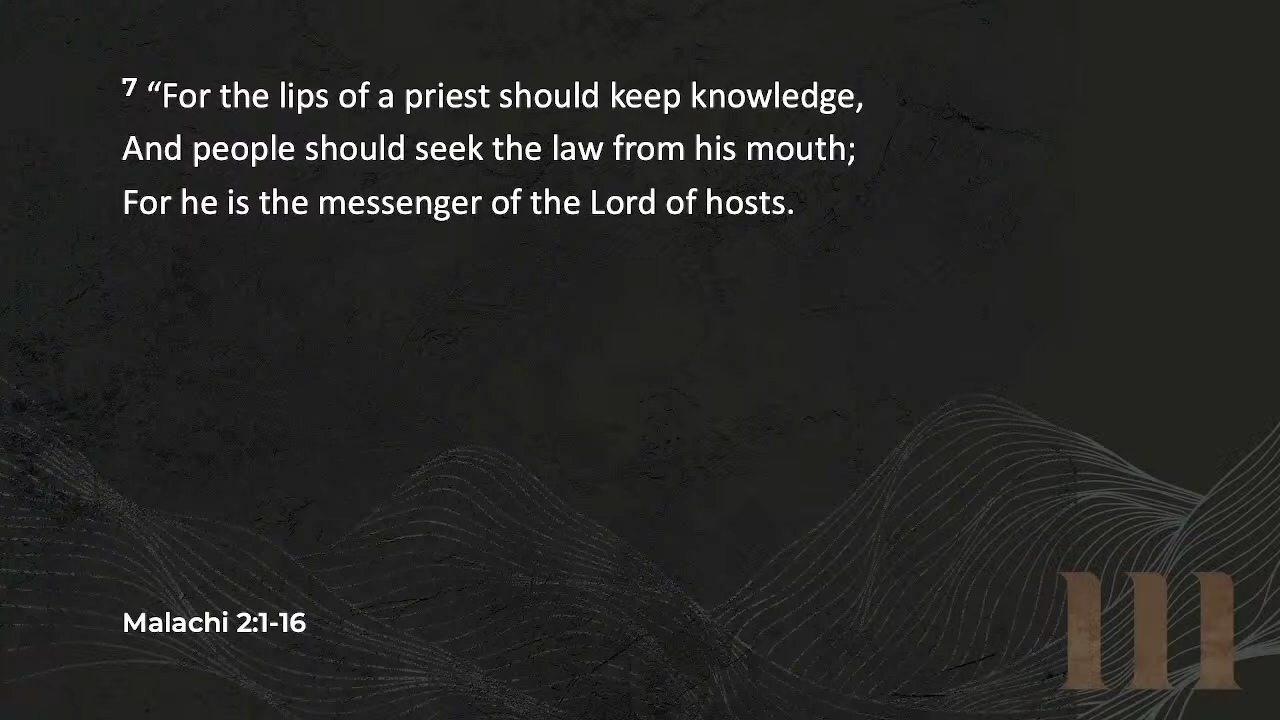 7 “For the lips of a priest should keep knowledge,
And people should seek the law from his mouth;
For he is the messenger of the Lord of hosts.
Malachi 2:1-16
m